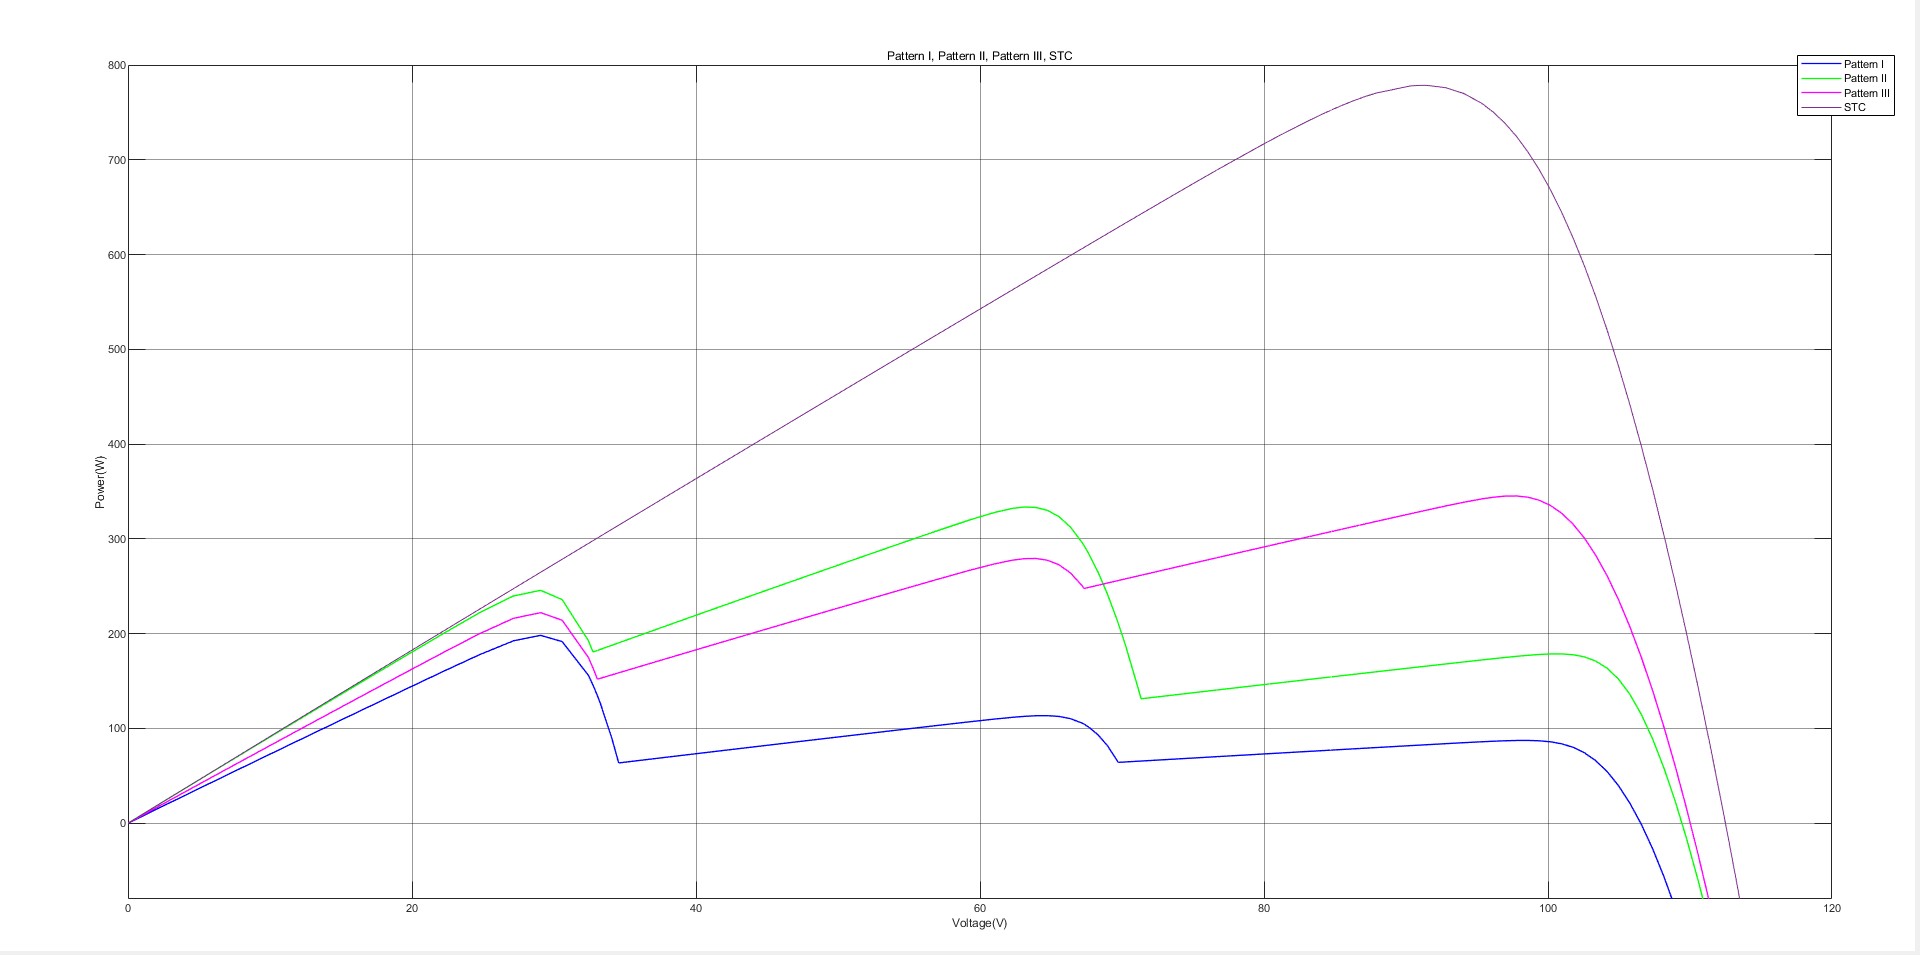 Pattern I, Pattern II, Pattern III, STC
Pattern I
Pattern II
Pattern III
STC
800
700
600
500
400
300
200
100
0
Power(W)
0
20
40
60
80
100
120
Voltage(V)